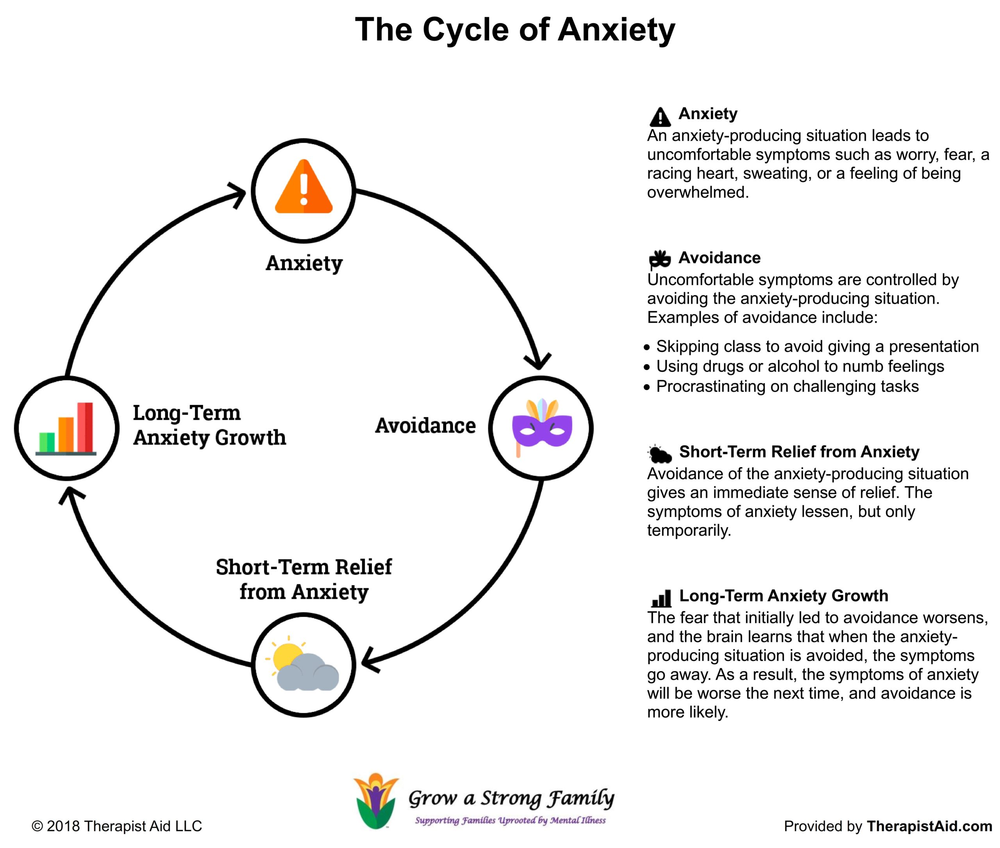 The Cycle of Anxiety
Anxiety
Avoidance
Short-Term Relief
from Anxiety
Long-Term
Anxiety Growth
Anxiety
An anxiety-producing situation leads to
uncomfortable symptoms such as worry, fear, a
racing heart, sweating, or a feeling of being
overwhelmed.
Avoidance
Uncomfortable symptoms are controlled by
avoiding the anxiety-producing situation.
Examples of avoidance include:
• Skipping class to avoid giving a presentation
• Using drugs or alcohol to numb feelings
• Procrastinating on challenging tasks
Short-Term Relief from Anxiety
Avoidance of the anxiety-producing situation
gives an immediate sense of relief. The
symptoms of anxiety lessen, but only
temporarily.
Long-Term Anxiety Growth
The fear that initially led to avoidance worsens,
and the brain learns that when the anxiety-
producing situation is avoided, the symptoms
go away. As a result, the symptoms of anxiety
will be worse the next time, and avoidance is
more likely.
Grow a Strong Family
Supporting Families Uprooted by Mental Illness
© 2018 Therapist Aid LLC
Provided by TherapistAid.com